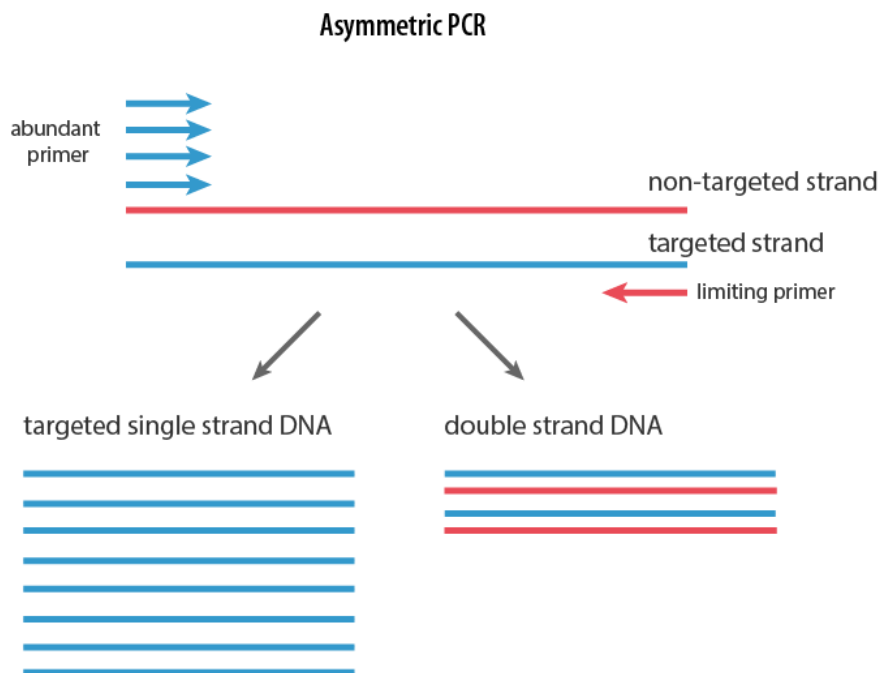 Asymmetric PCR
abundant
primer
non-targeted strand
targeted strand
limiting primer
targeted single strand DNA
double strand DNA